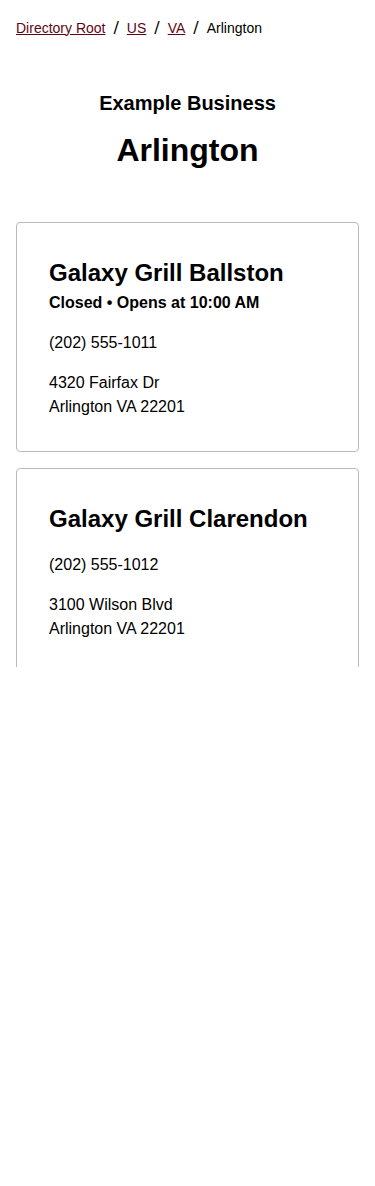 Directory Root / US / VA / Arlington
Example Business
Arlington
Galaxy Grill Ballston
Closed • Opens at 10:00 AM
(202) 555-1011
4320 Fairfax Dr
Arlington VA 22201
Galaxy Grill Clarendon
(202) 555-1012
3100 Wilson Blvd
Arlington VA 22201